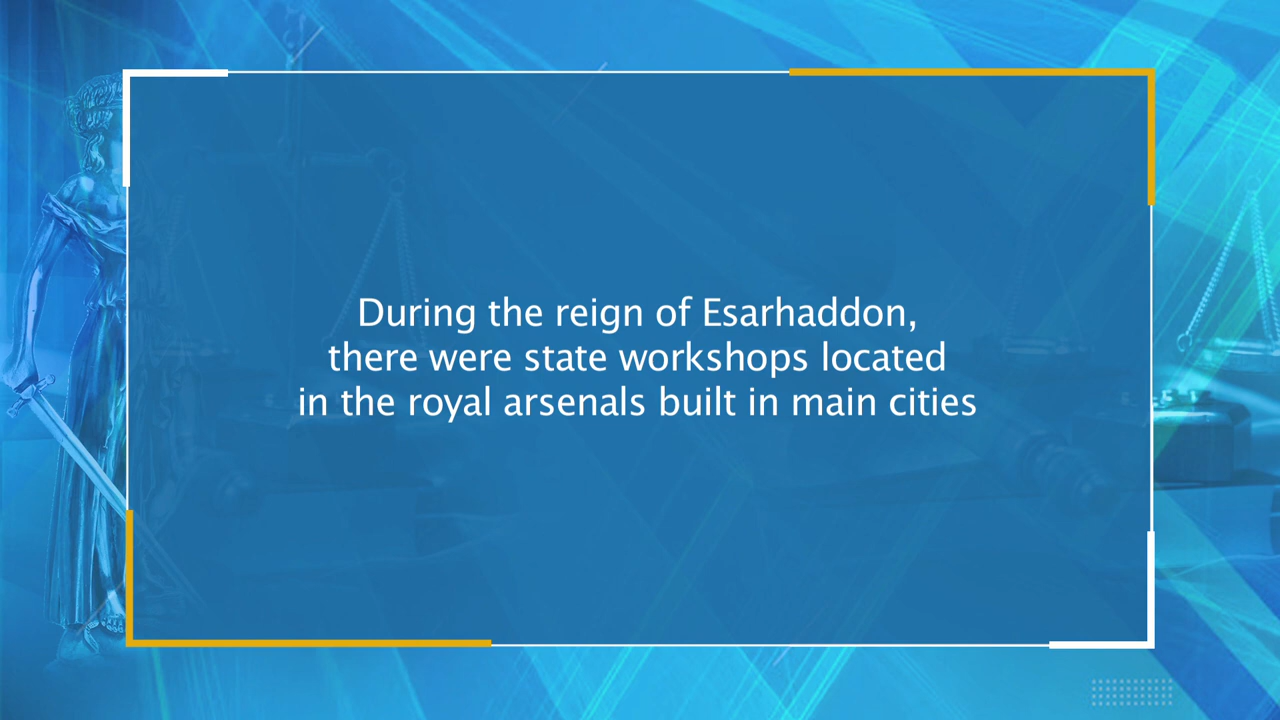 During the reign of Esarhaddon,
there were state workshops located
in the royal arsenals built in main cities